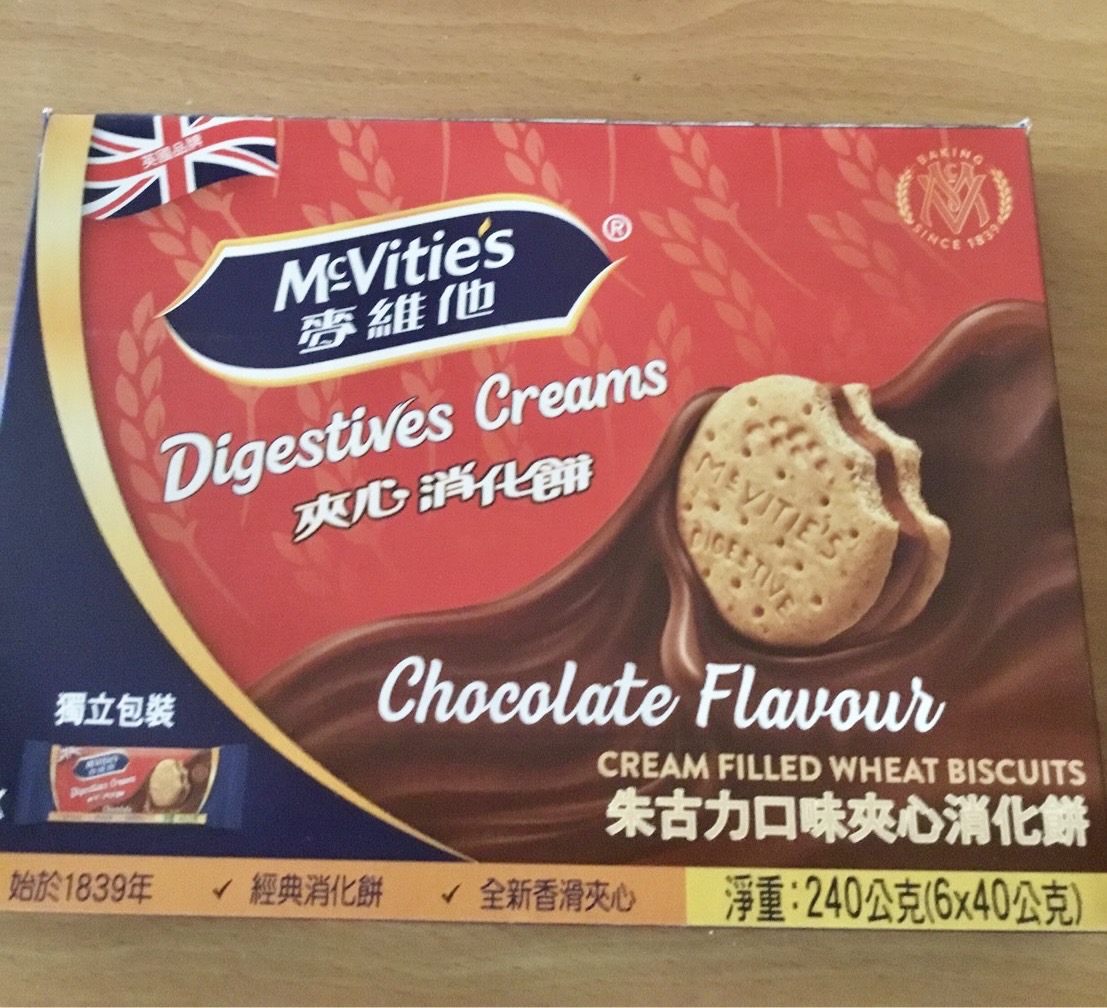 英國品牌
BAKING
SINCE 1839
McVitie's®
麥維他
Digestives Creams
夾心消化餅
McVITIE'S
DIGESTIVE
Chocolate Flavour
CREAM FILLED WHEAT BISCUITS
朱古力口味夾心消化餅
獨立包裝
McVitie's
Digestives Creams
始於1839年 ✓ 經典消化餅 ✓ 全新香滑夾心
淨重:240公克(6x40公克)